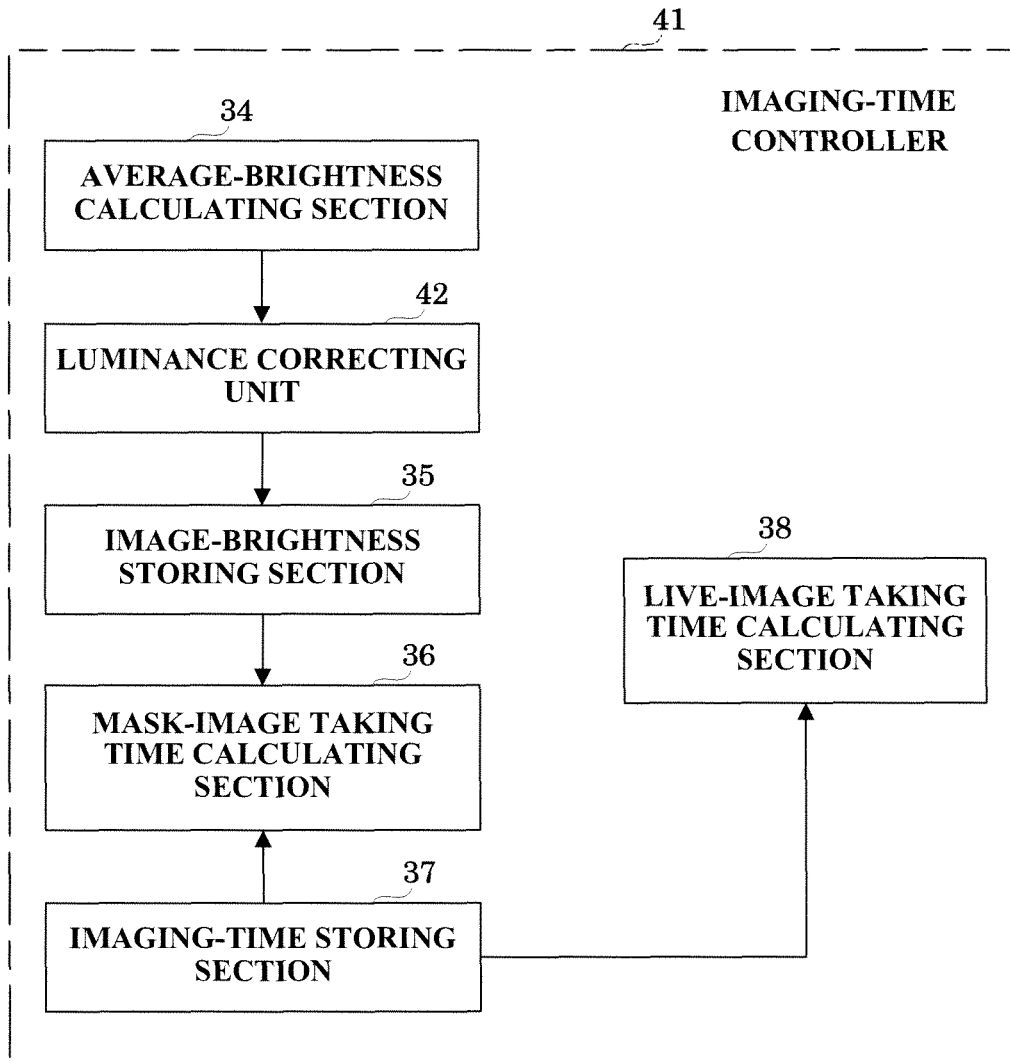 41
IMAGING-TIME
CONTROLLER
34
AVERAGE-BRIGHTNESS
CALCULATING SECTION
42
LUMINANCE CORRECTING
UNIT
35
IMAGE-BRIGHTNESS
STORING SECTION
38
LIVE-IMAGE TAKING
TIME CALCULATING
SECTION
36
MASK-IMAGE TAKING
TIME CALCULATING
SECTION
37
IMAGING-TIME STORING
SECTION